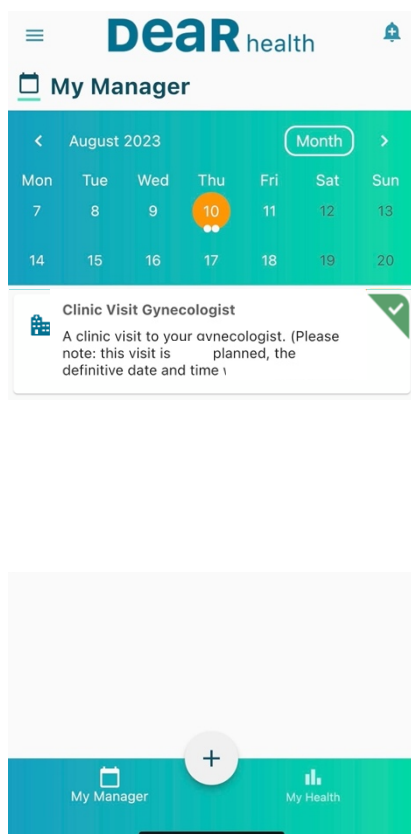 DeaR health
My Manager
August 2023 Month
Mon Tue Wed Thu Fri Sat Sun
7 8 9 10 11 12 13
14 15 16 17 18 19 20
Clinic Visit Gynecologist
A clinic visit to your gynecologist. (Please
note: this visit is planned, the
definitive date and time
My Manager My Health